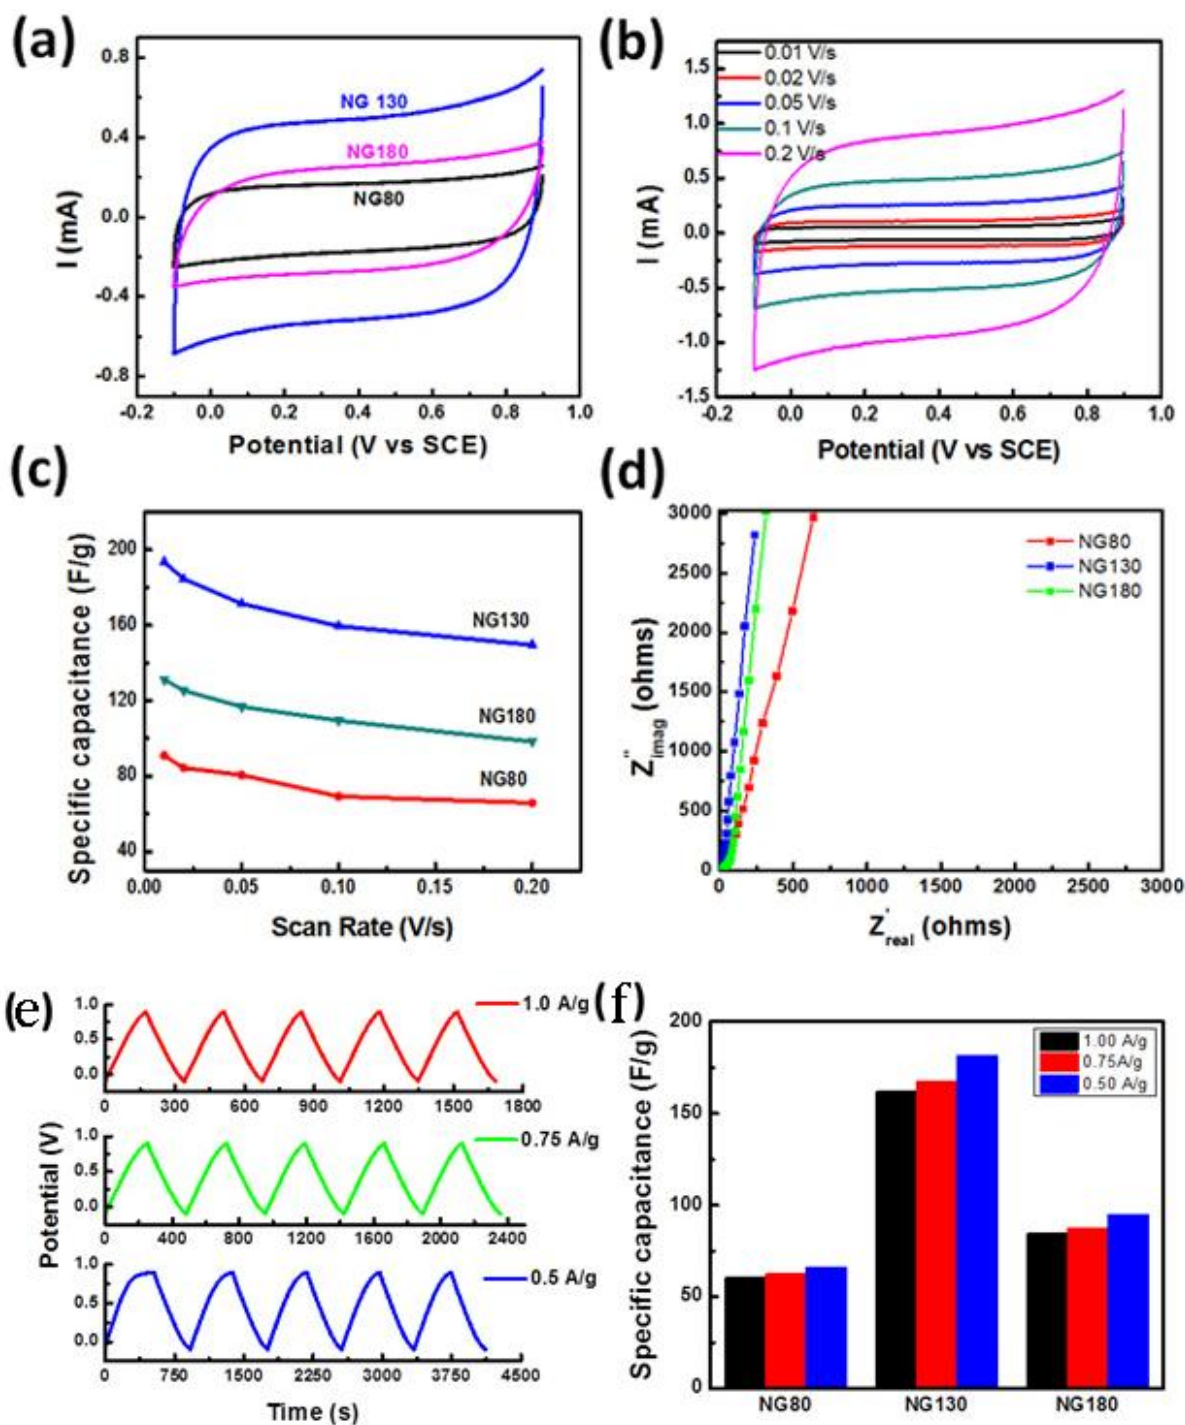 (a)
0.8
0.4
0.0
-0.4
-0.8
I (mA)
NG 130
NG180
NG80
-0.2 0.0 0.2 0.4 0.6 0.8 1.0
Potential (V vs SCE)
(b)
1.5
1.0
0.5
0.0
-0.5
-1.0
-1.5
I (mA)
0.01 V/s
0.02 V/s
0.05 V/s
0.1 V/s
0.2 V/s
-0.2 0.0 0.2 0.4 0.6 0.8 1.0
Potential (V vs SCE)
(c)
200
160
120
80
40
Specific capacitance (F/g)
NG130
NG180
NG80
0.00 0.05 0.10 0.15 0.20
Scan Rate (V/s)
(d)
3000
2500
2000
1500
1000
500
0
Z''imag (ohms)
NG80
NG130
NG180
0 500 1000 1500 2000 2500 3000
Z'real (ohms)
(e)
1.0
0.5
0.0
1.0 A/g
0 300 600 900 1200 1500 1800
1.0
0.5
0.0
0.75 A/g
0 400 800 1200 1600 2000 2400
Potential (V)
1.0
0.5
0.0
0.5 A/g
0 750 1500 2250 3000 3750 4500
Time (s)
(f)
200
150
100
50
0
Specific capacitance (F/g)
1.00 A/g
0.75A/g
0.50 A/g
NG80 NG130 NG180